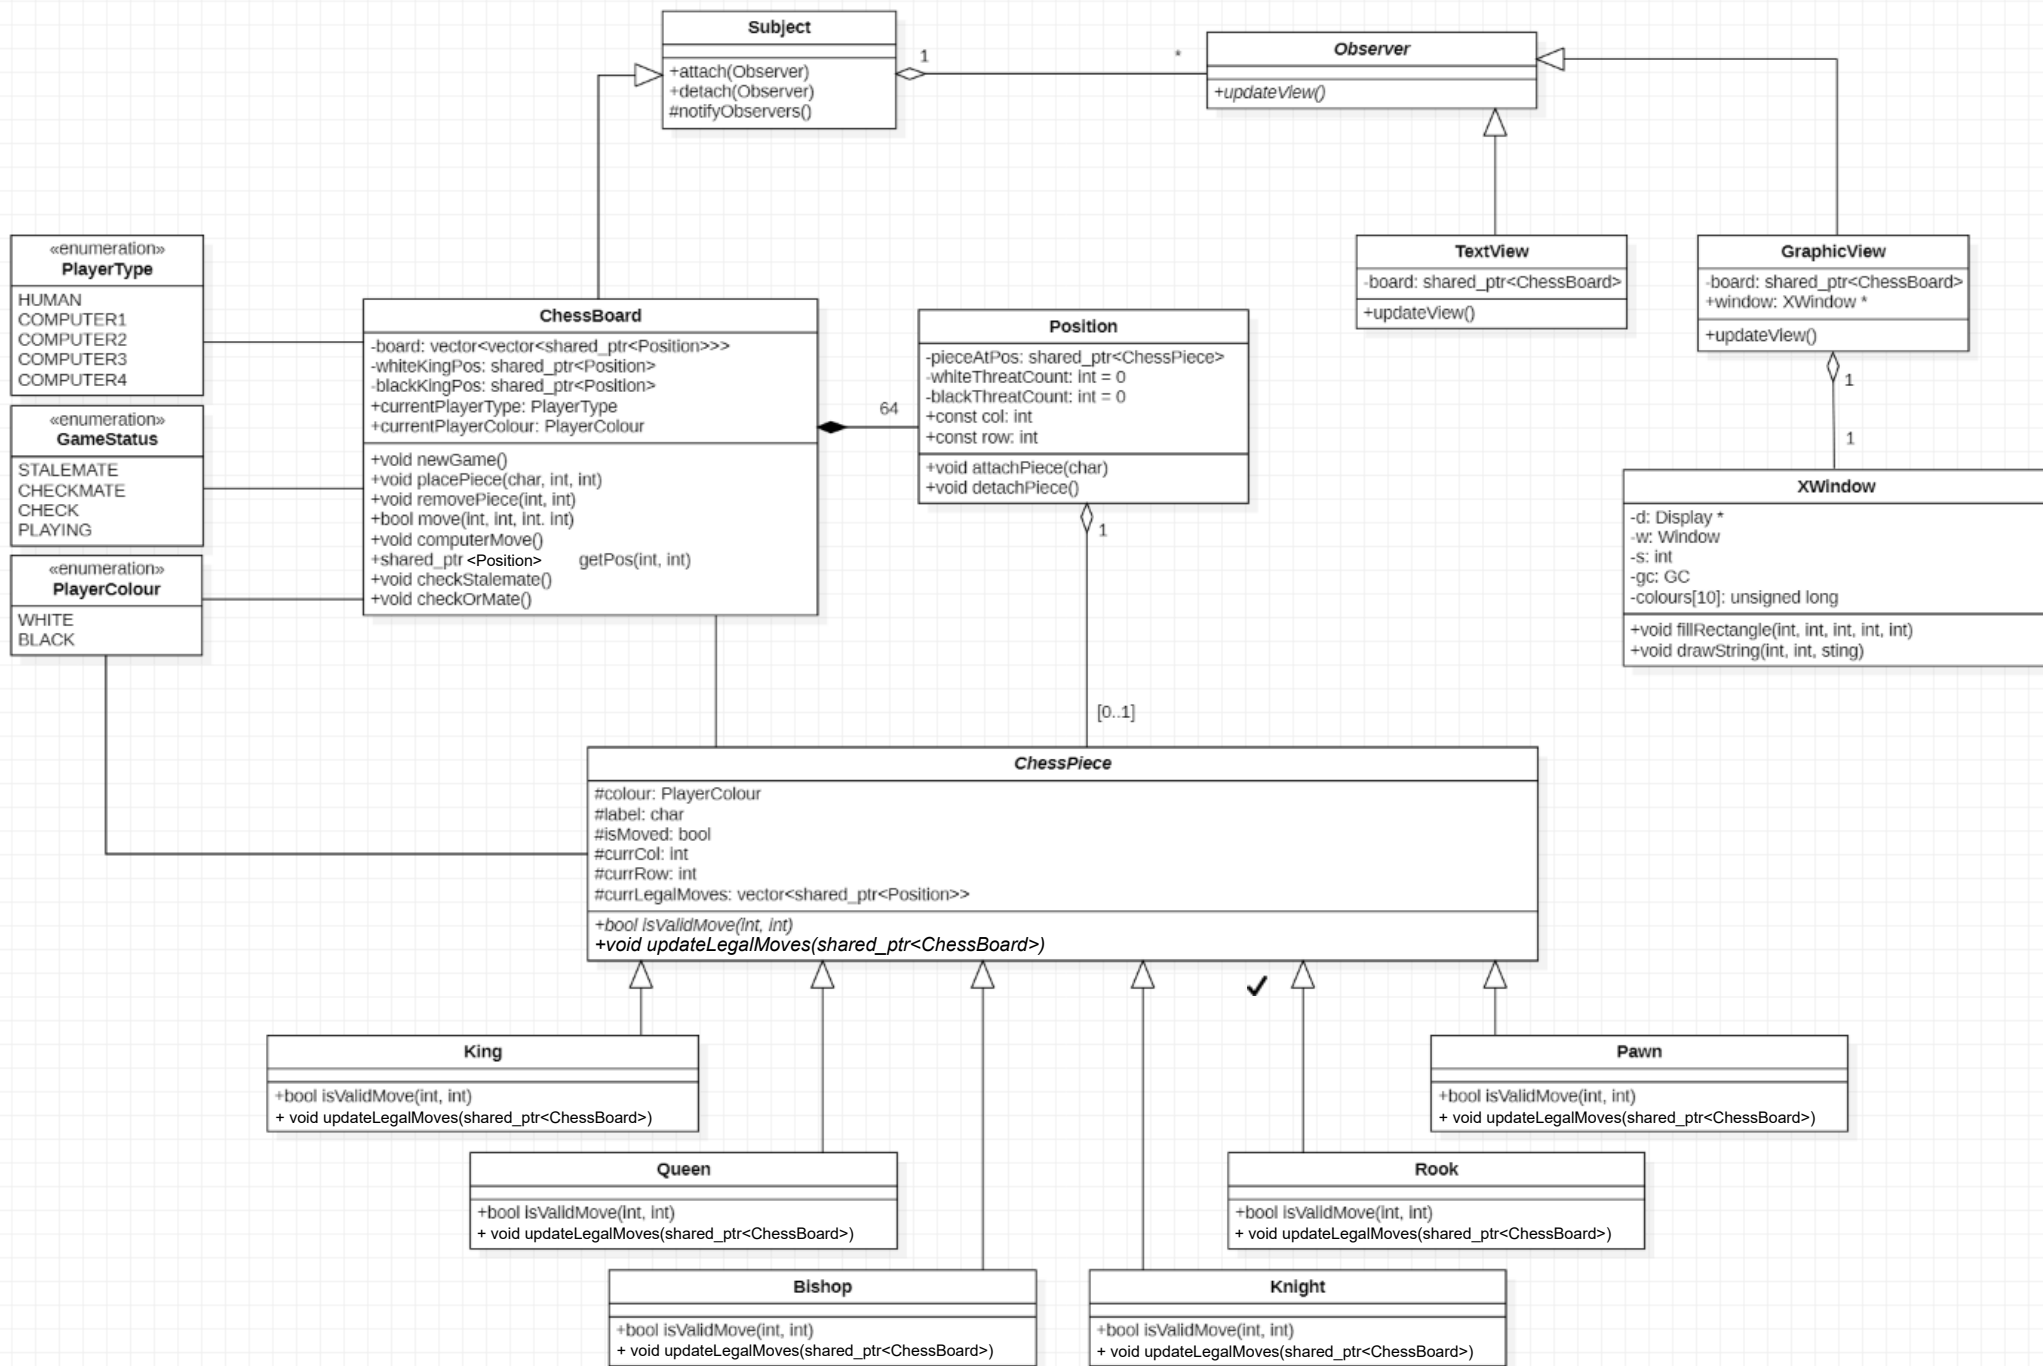 Subject
+attach(Observer)
+detach(Observer)
#notifyObservers()
1
*
Observer
+updateView()
«enumeration»
PlayerType
HUMAN
COMPUTER1
COMPUTER2
COMPUTER3
COMPUTER4
«enumeration»
GameStatus
STALEMATE
CHECKMATE
CHECK
PLAYING
«enumeration»
PlayerColour
WHITE
BLACK
ChessBoard
-board: vector<vector<shared_ptr<Position>>>
-whiteKingPos: shared_ptr<Position>
-blackKingPos: shared_ptr<Position>
+currentPlayerType: PlayerType
+currentPlayerColour: PlayerColour
+void newGame()
+void placePiece(char, int, int)
+void removePiece(int, int)
+bool move(int, int, int. int)
+void computerMove()
+shared_ptr <Position> getPos(int, int)
+void checkStalemate()
+void checkOrMate()
64
Position
-pieceAtPos: shared_ptr<ChessPiece>
-whiteThreatCount: int = 0
-blackThreatCount: int = 0
+const col: int
+const row: int
+void attachPiece(char)
+void detachPiece()
1
[0..1]
TextView
-board: shared_ptr<ChessBoard>
+updateView()
GraphicView
-board: shared_ptr<ChessBoard>
+window: XWindow *
+updateView()
1
1
XWindow
-d: Display *
-w: Window
-s: int
-gc: GC
-colours[10]: unsigned long
+void fillRectangle(int, int, int, int, int)
+void drawString(int, int, sting)
ChessPiece
#colour: PlayerColour
#label: char
#isMoved: bool
#currCol: int
#currRow: int
#currLegalMoves: vector<shared_ptr<Position>>
+bool isValidMove(int, int)
+void updateLegalMoves(shared_ptr<ChessBoard>)
King
+bool isValidMove(int, int)
+ void updateLegalMoves(shared_ptr<ChessBoard>)
Pawn
+bool isValidMove(int, int)
+ void updateLegalMoves(shared_ptr<ChessBoard>)
Queen
+bool isValidMove(int, int)
+ void updateLegalMoves(shared_ptr<ChessBoard>)
Rook
+bool isValidMove(int, int)
+ void updateLegalMoves(shared_ptr<ChessBoard>)
Bishop
+bool isValidMove(int, int)
+ void updateLegalMoves(shared_ptr<ChessBoard>)
Knight
+bool isValidMove(int, int)
+ void updateLegalMoves(shared_ptr<ChessBoard>)